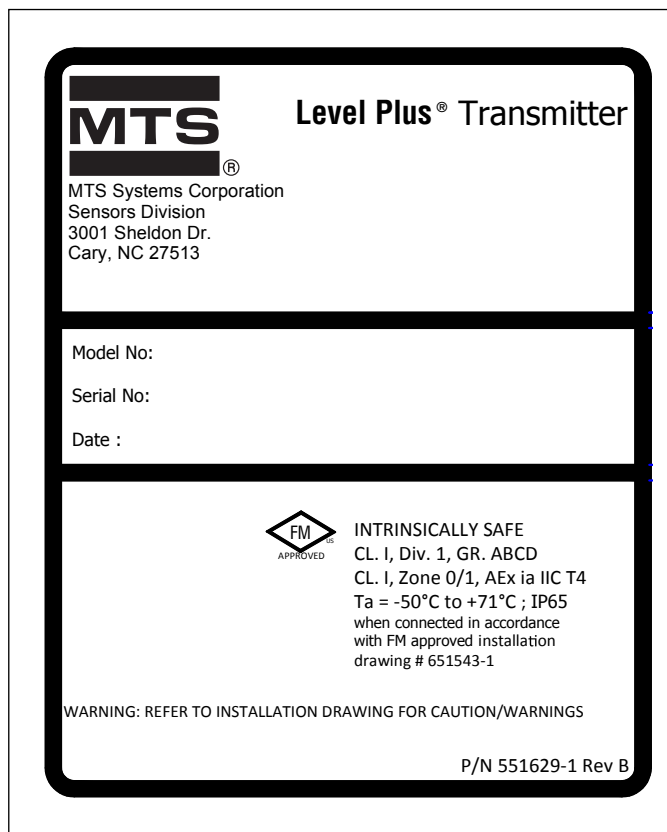 MTS
®
Level Plus® Transmitter
MTS Systems Corporation
Sensors Division
3001 Sheldon Dr.
Cary, NC 27513
Model No:
Serial No:
Date :
FM
us
APPROVED
INTRINSICALLY SAFE
CL. I, Div. 1, GR. ABCD
CL. I, Zone 0/1, AEx ia IIC T4
Ta = -50°C to +71°C ; IP65
when connected in accordance
with FM approved installation
drawing # 651543-1
WARNING: REFER TO INSTALLATION DRAWING FOR CAUTION/WARNINGS
P/N 551629-1 Rev B